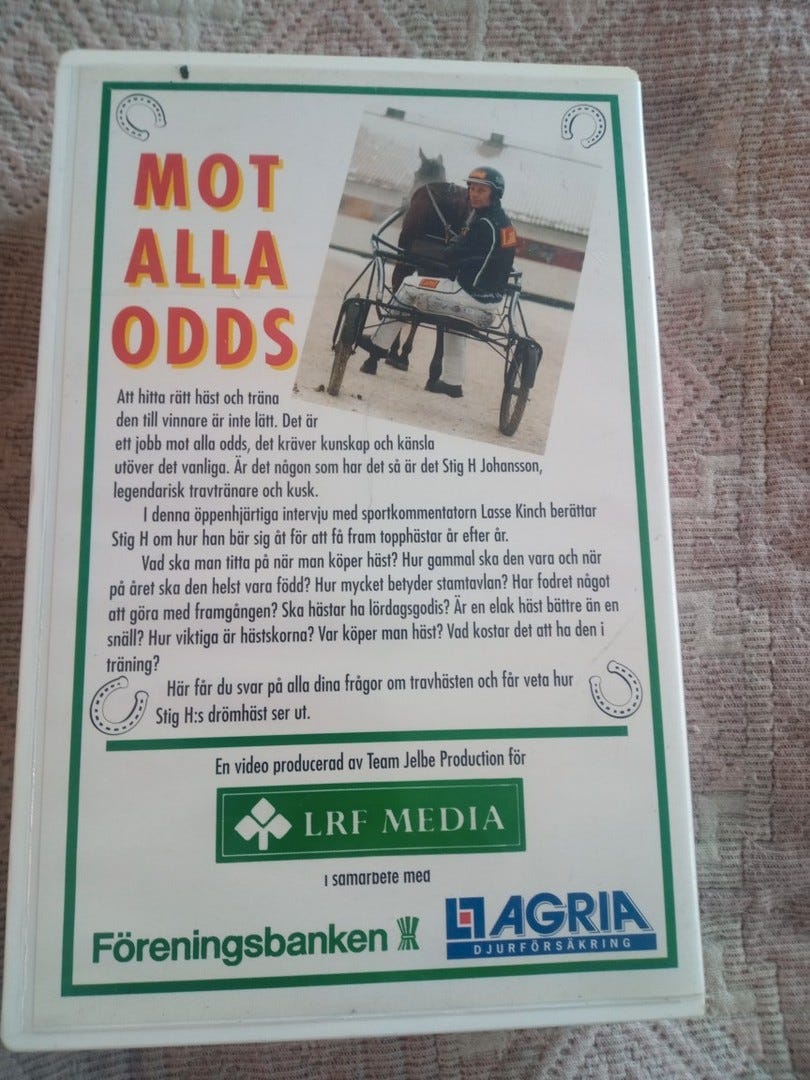 MOT
ALLA
ODDS
Att hitta rätt häst och träna
den till vinnare är inte lätt. Det är
ett jobb mot alla odds, det kräver kunskap och känsla
utöver det vanliga. Är det någon som har det så är det Stig H Johansson,
legendarisk travtränare och kusk.
I denna öppenhjärtiga intervju med sportkommentatorn Lasse Kinch berättar
Stig H om hur han bär sig åt för att få fram topphästar år efter år.
Vad ska man titta på när man köper häst? Hur gammal ska den vara och när
på året ska den helst vara född? Hur mycket betyder stamtavlan? Har fodret något
att göra med framgången? Ska hästar ha lördagsgodis? Är en elak häst bättre än en
snäll? Hur viktiga är hästskorna? Var köper man häst? Vad kostar det att ha den i
träning?
Här får du svar på alla dina frågor om travhästen och får veta hur
Stig H:s drömhäst ser ut.
En video producerad av Team Jelbe Production för
LRF MEDIA
I samarbete med
Föreningsbanken
AGRIA
DJURFÖRSÄKRING